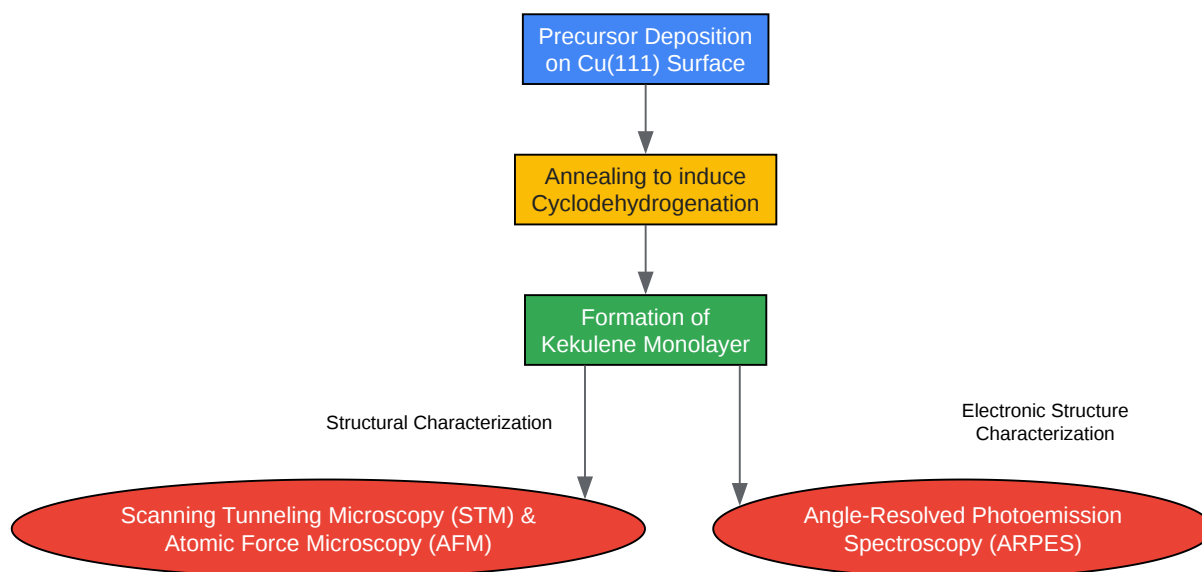 Precursor Deposition
on Cu(111) Surface
Annealing to induce
Cyclodehydrogenation
Formation of
Kekulene Monolayer
Structural Characterization
Electronic Structure
Characterization
Scanning Tunneling Microscopy (STM) &
Atomic Force Microscopy (AFM)
Angle-Resolved Photoemission
Spectroscopy (ARPES)